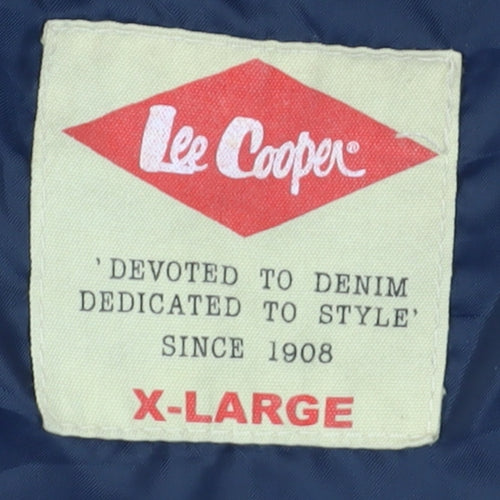 Lee Cooper®
'DEVOTED TO DENIM
DEDICATED TO STYLE'
SINCE 1908
X-LARGE